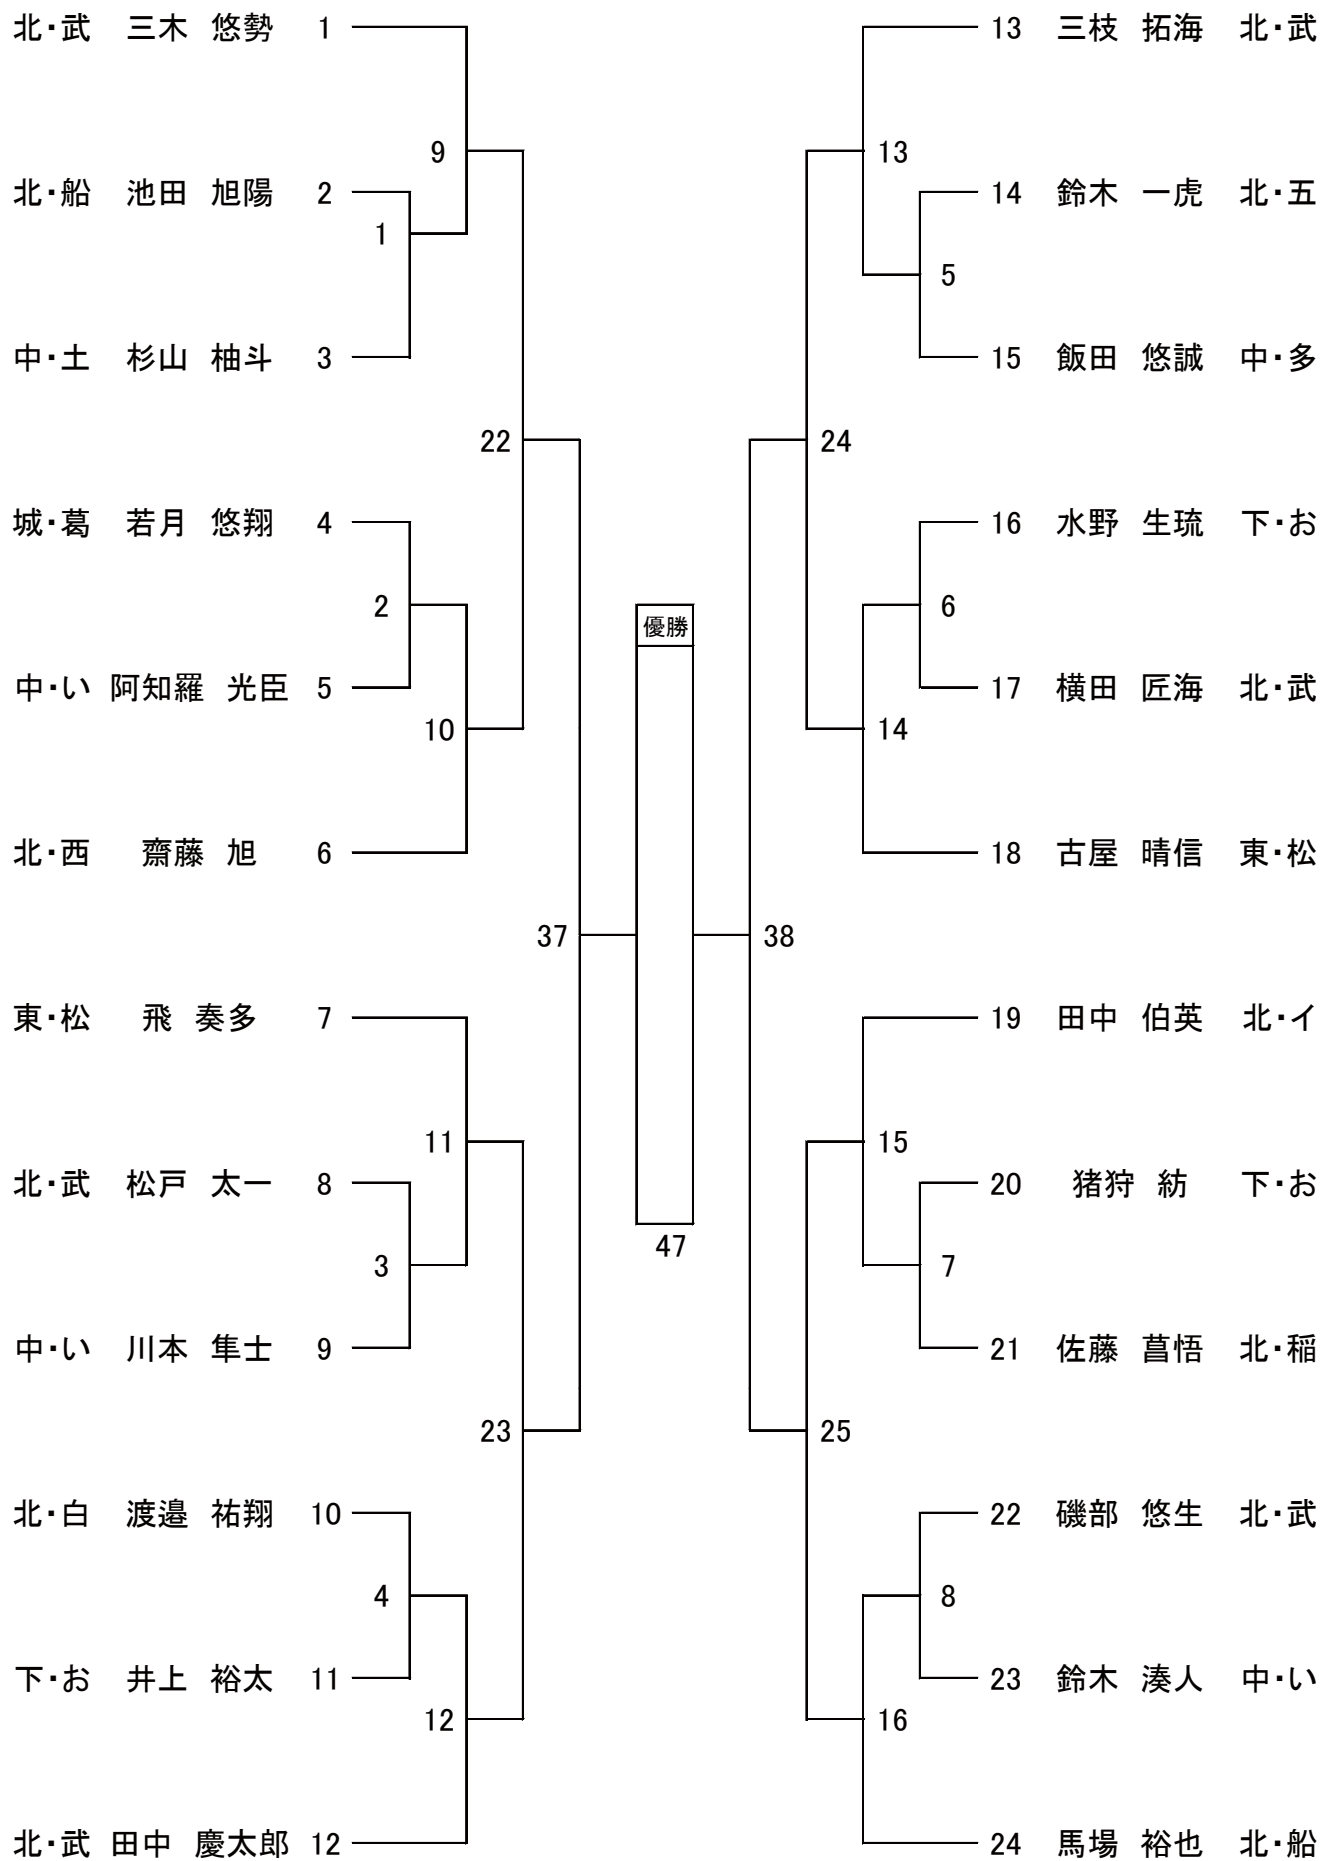 北・武 三木 悠勢 1
13 三枝 拓海 北・武
9
13
北・船 池田 旭陽 2
14 鈴木 一虎 北・五
1
5
中・土 杉山 柚斗 3
15 飯田 悠誠 中・多
22
24
城・葛 若月 悠翔 4
16 水野 生琉 下・お
2
6
優勝
中・い 阿知羅 光臣 5
17 横田 匠海 北・武
10
14
北・西 齋藤 旭 6
18 古屋 晴信 東・松
37
38
東・松 飛 奏多 7
19 田中 伯英 北・イ
11
15
北・武 松戸 太一 8
20 猪狩 紡 下・お
47
3
7
中・い 川本 隼士 9
21 佐藤 菖悟 北・稲
23
25
北・白 渡邉 祐翔 10
22 磯部 悠生 北・武
4
8
下・お 井上 裕太 11
23 鈴木 湊人 中・い
12
16
北・武 田中 慶太郎 12
24 馬場 裕也 北・船